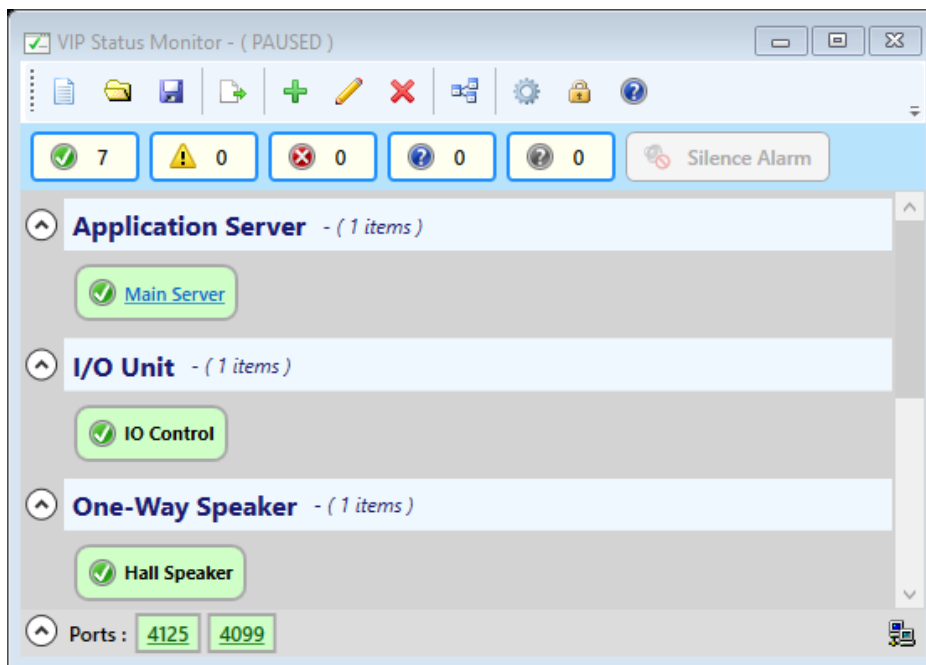 VIP Status Monitor - ( PAUSED )
7 0 0 0 0 Silence Alarm
Application Server - ( 1 items )
Main Server
I/O Unit - ( 1 items )
IO Control
One-Way Speaker - ( 1 items )
Hall Speaker
Ports : 4125 4099